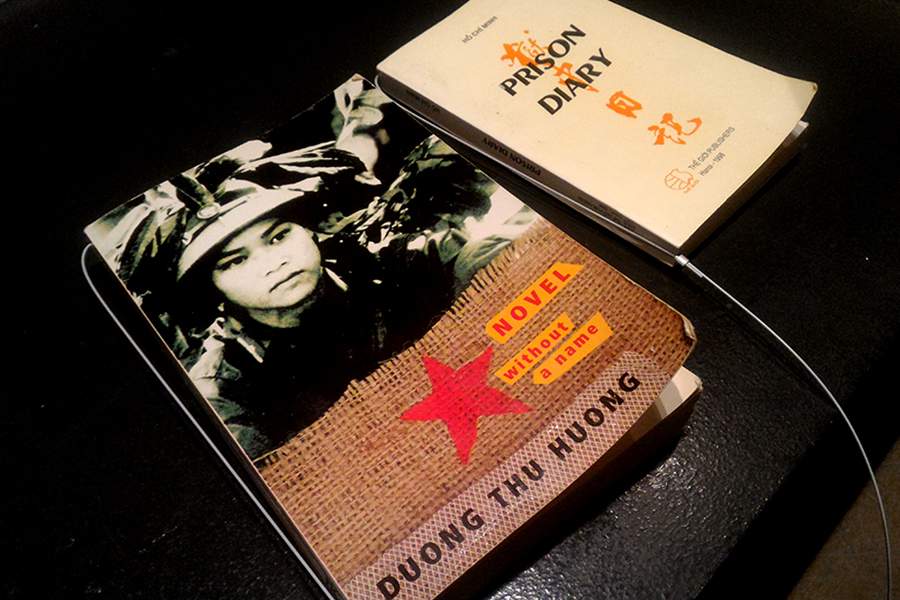 HỒ CHÍ MINH
PRISON
DIARY
獄
中
日
記
THẾ GIỚI PUBLISHERS
Hanoi - 1998
PRISON DIARY
NOVEL
without
a name
DUONG THU HUONG